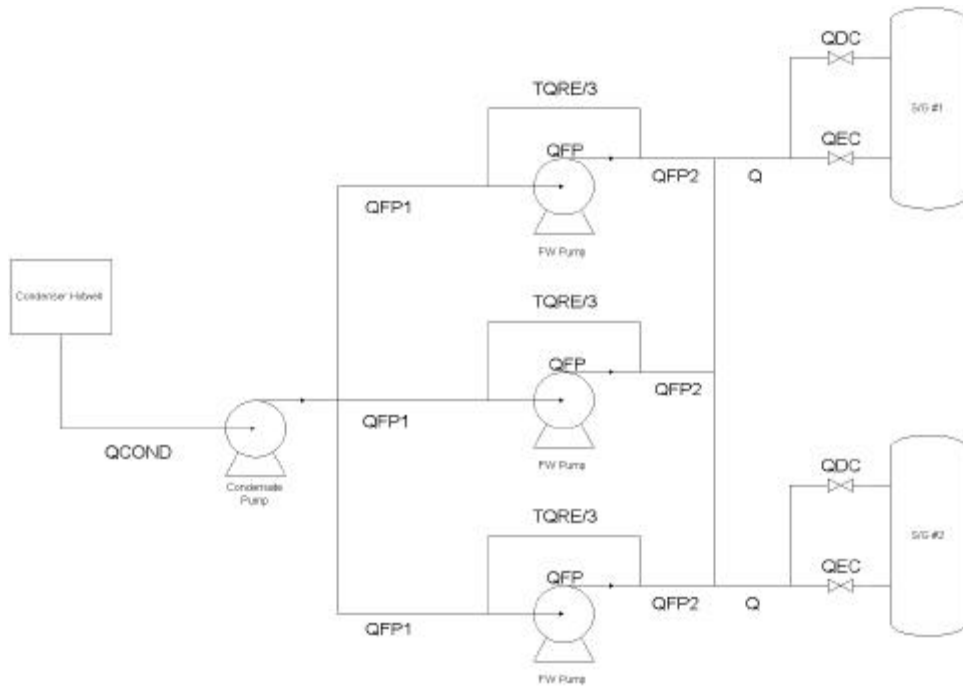 QDC
TQRE/3
S/G #1
QFP
QEC
QFP2
Q
QFP1
FW Pump
Condenser Hotwell
TQRE/3
QFP
QFP2
QFP1
QCOND
FW Pump
Condensate
Pump
QDC
TQRE/3
S/G #2
QFP
QEC
QFP2
Q
QFP1
FW Pump